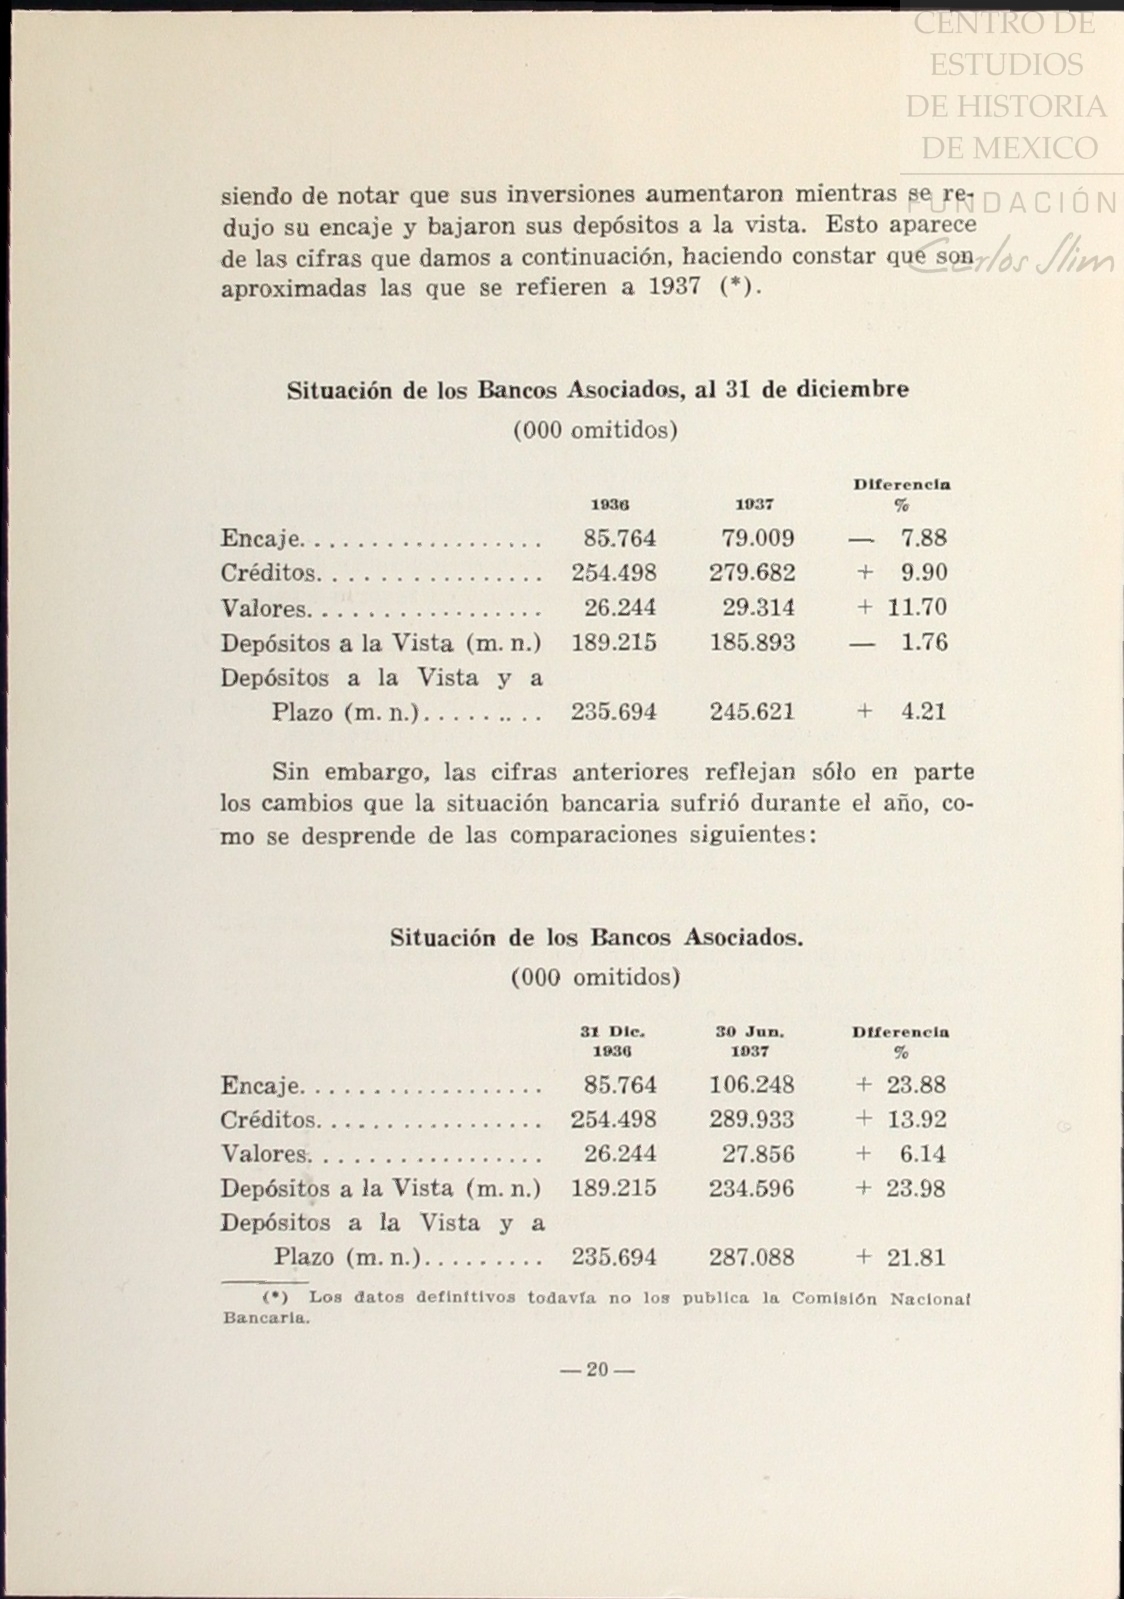 CENTRO DE
ESTUDIOS
DE HISTORIA
DE MEXICO
FUNDACIÓN
Carlos Slim
siendo de notar que sus inversiones aumentaron mientras se re-
dujo su encaje y bajaron sus depósitos a la vista. Esto aparece
de las cifras que damos a continuación, haciendo constar que son
aproximadas las que se refieren a 1937 (*).
Situación de los Bancos Asociados, al 31 de diciembre
(000 omitidos)
Diferencia
1936 1937 %
Encaje. . . . . . . . . . . . . . . . . . . 85.764 79.009 — 7.88
Créditos. . . . . . . . . . . . . . . . . . 254.498 279.682 + 9.90
Valores. . . . . . . . . . . . . . . . . . 26.244 29.314 + 11.70
Depósitos a la Vista (m. n.) 189.215 185.893 — 1.76
Depósitos a la Vista y a
Plazo (m. n.). . . . . . . . . . 235.694 245.621 + 4.21
Sin embargo, las cifras anteriores reflejan sólo en parte
los cambios que la situación bancaria sufrió durante el año, co-
mo se desprende de las comparaciones siguientes:
Situación de los Bancos Asociados.
(000 omitidos)
31 Dic. 30 Jun. Diferencia
1936 1937 %
Encaje. . . . . . . . . . . . . . . . . . . 85.764 106.248 + 23.88
Créditos. . . . . . . . . . . . . . . . . . 254.498 289.933 + 13.92
Valores. . . . . . . . . . . . . . . . . . 26.244 27.856 + 6.14
Depósitos a la Vista (m. n.) 189.215 234.596 + 23.98
Depósitos a la Vista y a
Plazo (m. n.). . . . . . . . . . 235.694 287.088 + 21.81
(*) Los datos definitivos todavía no los publica la Comisión Nacional
Bancaria.
— 20 —